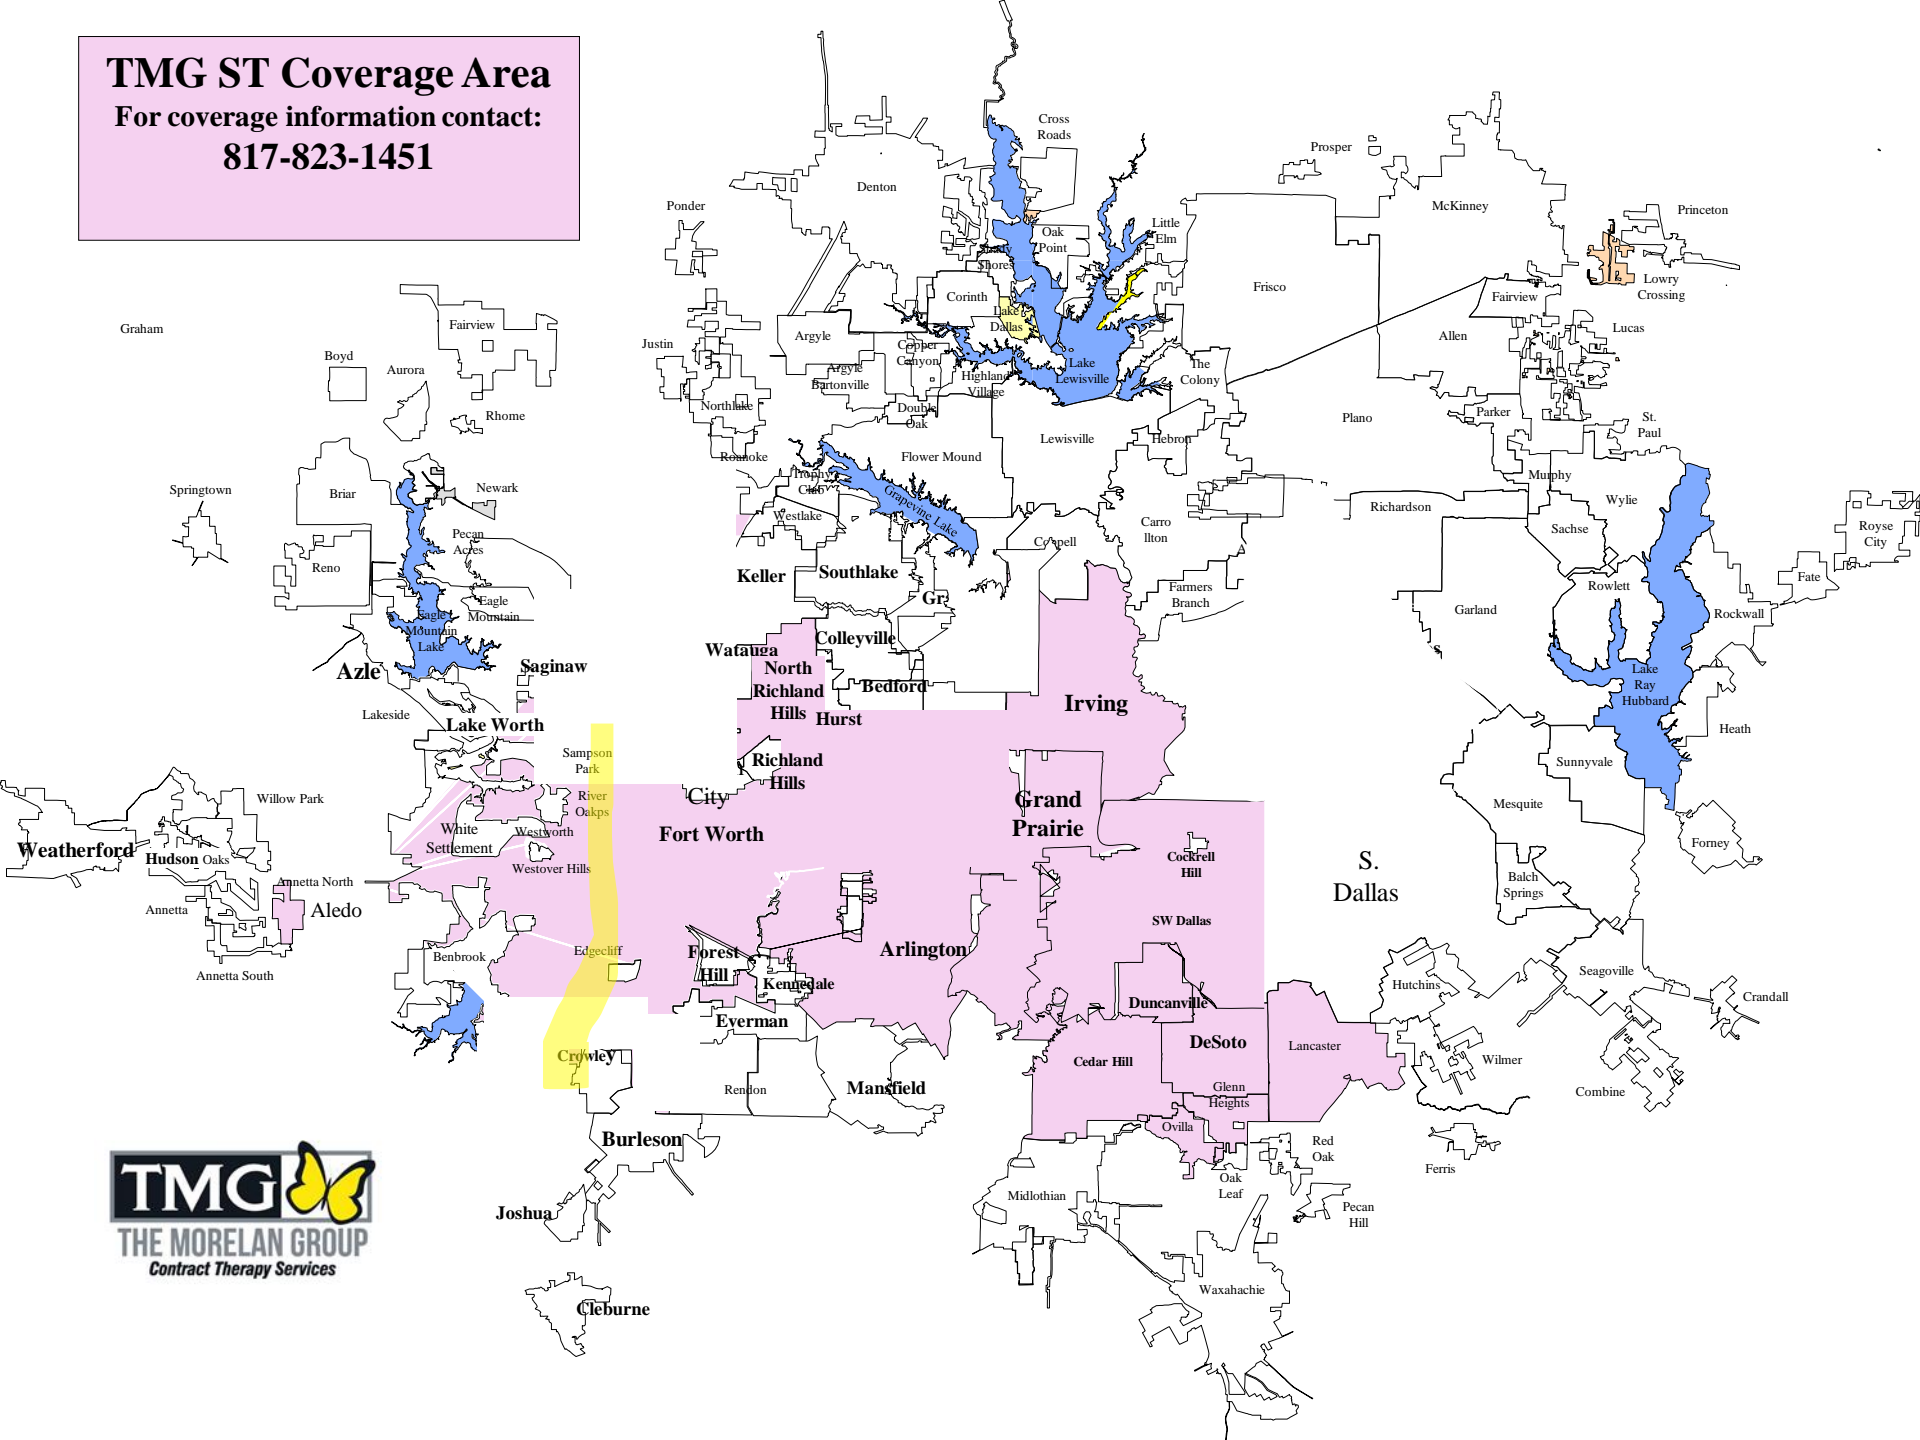 TMG ST Coverage Area
For coverage information contact:
817-823-1451
Cross
Roads
Prosper
Denton
McKinney
Ponder
Princeton
Little
Elm
Oak
Point
Shady
Shores
Frisco
Lowry
Crossing
Fairview
Corinth
Lake
Dallas
Graham
Fairview
Lucas
Allen
Argyle
Justin
Copper
Canyon
Boyd
Aurora
Argyle
Bartonville
Highland
Village
Lake
Lewisville
The
Colony
Northlake
Double
Oak
Rhome
Parker
Plano
St.
Paul
Lewisville
Hebron
Roanoke
Flower Mound
Trophy
Club
Murphy
Springtown
Briar
Newark
Grapevine Lake
Wylie
Richardson
Westlake
Carro
llton
Sachse
Royse
City
Pecan
Acres
Coppell
Reno
Keller
Southlake
Fate
Rowlett
Farmers
Branch
Gr
Eagle
Mountain
Garland
Rockwall
Eagle
Mountain
Lake
Colleyville
Watauga
Azle
Saginaw
North
Richland
Hills
Bedford
Irving
Lake
Ray
Hubbard
Lakeside
Lake Worth
Hurst
Heath
Sampson
Park
Richland
Hills
Sunnyvale
Willow Park
River
Oakps
City
Grand
Prairie
Mesquite
White
Settlement
Westworth
Fort Worth
Forney
Weatherford
Hudson Oaks
Westover Hills
Cockrell
Hill
S.
Dallas
Annetta North
Balch
Springs
Annetta
Aledo
SW Dallas
Benbrook
Edgecliff
Forest
Hill
Arlington
Annetta South
Kennedale
Seagoville
Hutchins
Duncanville
Crandall
Everman
DeSoto
Lancaster
Crowley
Cedar Hill
Wilmer
Rendon
Mansfield
Glenn
Heights
Combine
Ovilla
Burleson
Red
Oak
Ferris
Oak
Leaf
Midlothian
Joshua
Pecan
Hill
TMG
THE MORELAN GROUP
Contract Therapy Services
Waxahachie
Cleburne